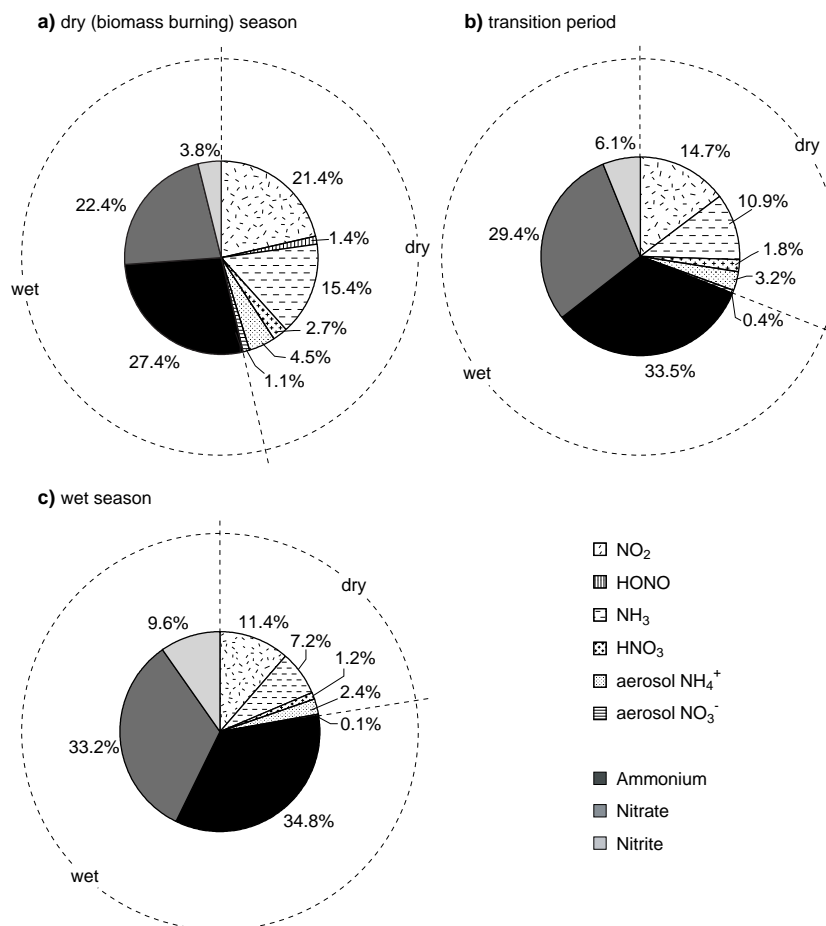 a) dry (biomass burning) season
b) transition period
3.8%
21.4%
22.4%
1.4%
dry
wet
15.4%
2.7%
4.5%
27.4%
1.1%
6.1%
14.7%
dry
10.9%
29.4%
1.8%
3.2%
0.4%
wet
33.5%
c) wet season
dry
9.6%
11.4%
7.2%
1.2%
2.4%
0.1%
33.2%
34.8%
wet
NO₂
HONO
NH₃
HNO₃
aerosol NH₄⁺
aerosol NO₃⁻
Ammonium
Nitrate
Nitrite